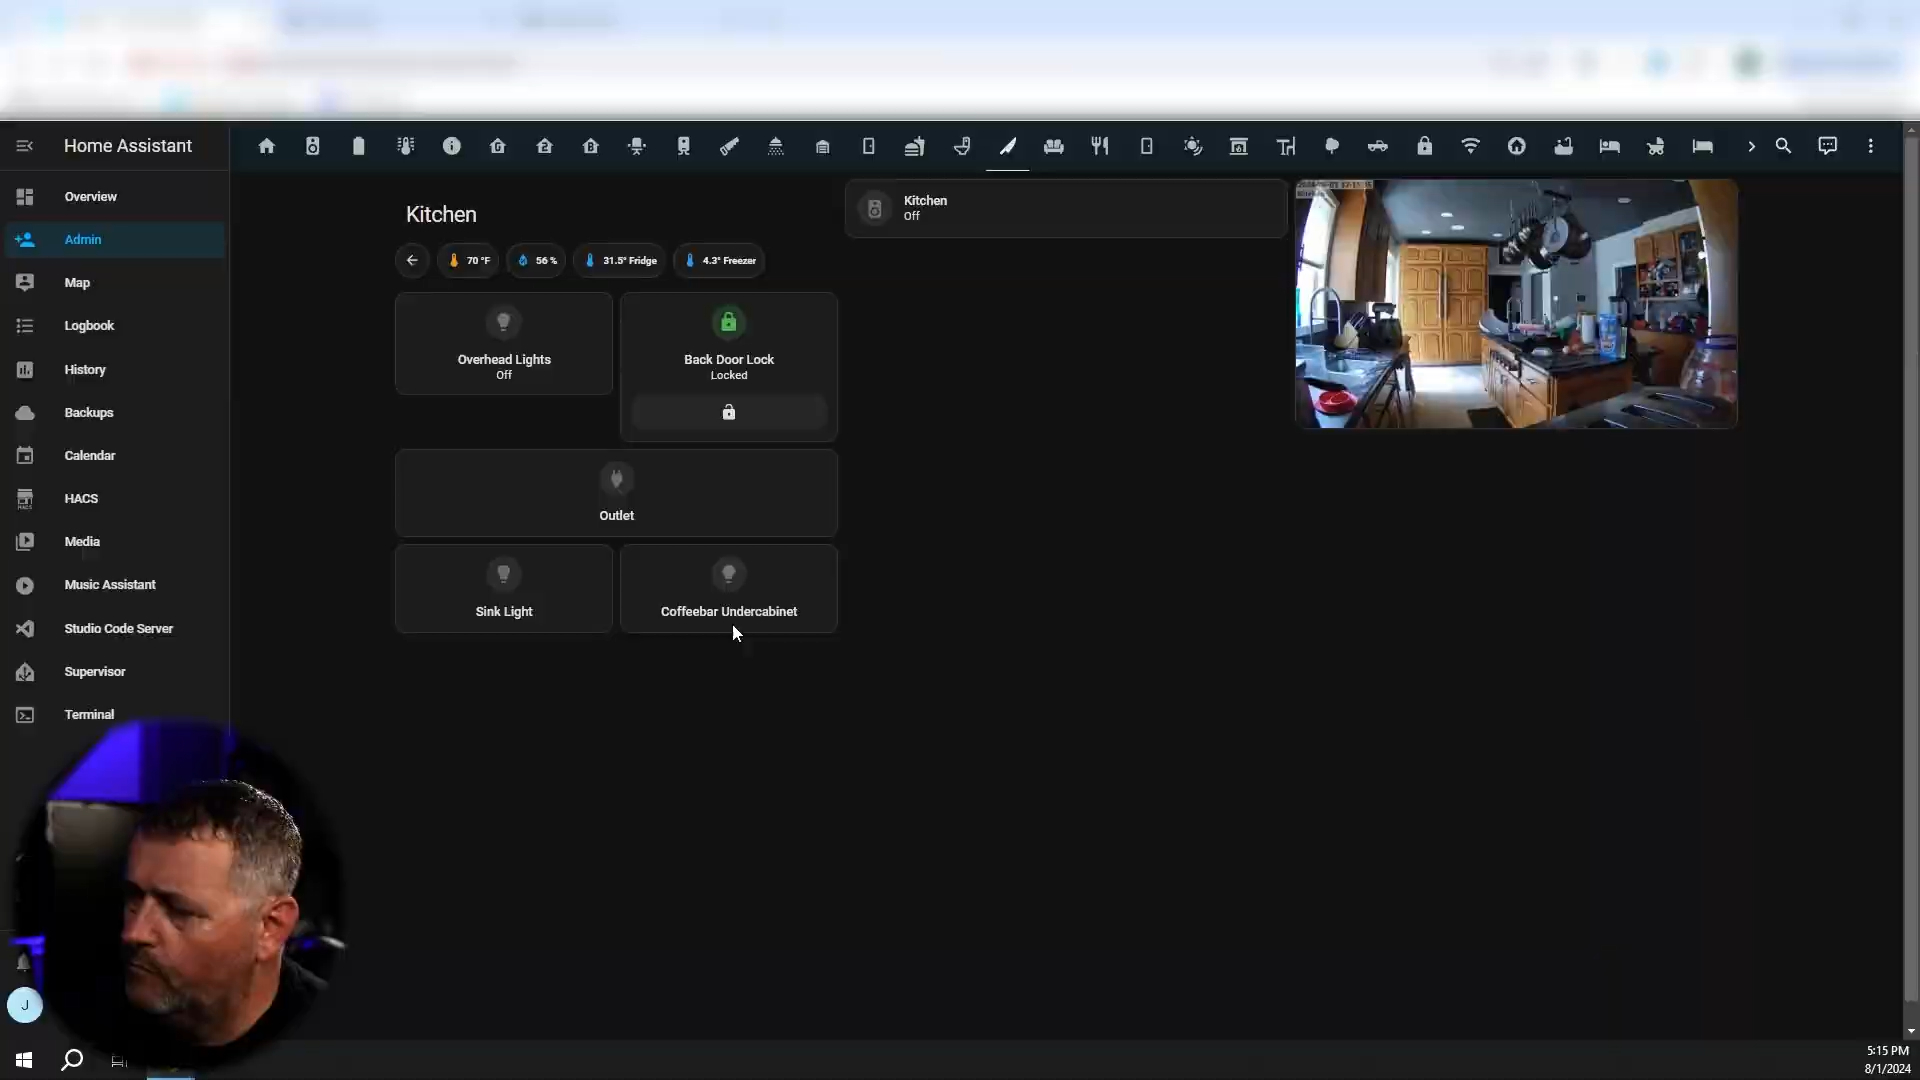 Home Assistant
Overview
Admin
Map
Logbook
History
Backups
Calendar
HACS
HACS
Media
Music Assistant
Studio Code Server
Supervisor
Terminal
J
Kitchen
70 °F
56 %
31.5° Fridge
4.3° Freezer
Overhead Lights
Off
Back Door Lock
Locked
Outlet
Sink Light
Coffeebar Undercabinet
Kitchen
Off
5:15 PM
8/1/2024